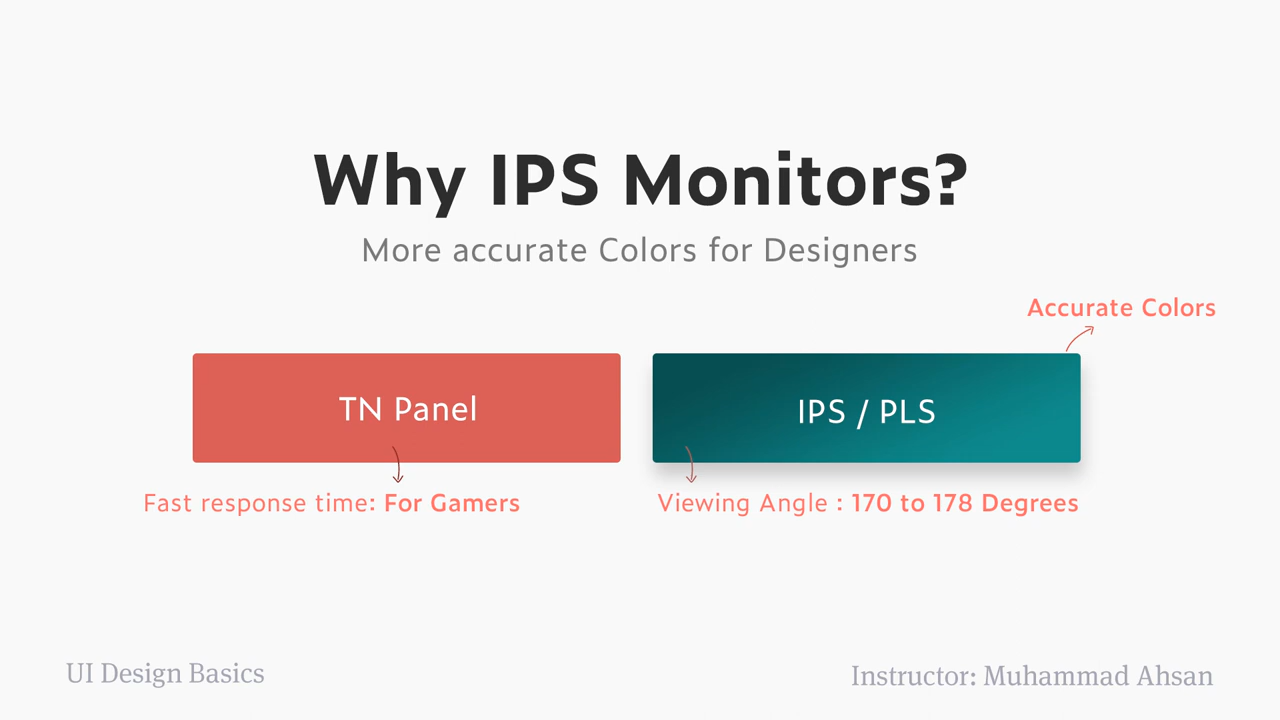 Why IPS Monitors?
More accurate Colors for Designers
Accurate Colors
TN Panel
IPS / PLS
Fast response time: For Gamers
Viewing Angle : 170 to 178 Degrees
UI Design Basics
Instructor: Muhammad Ahsan